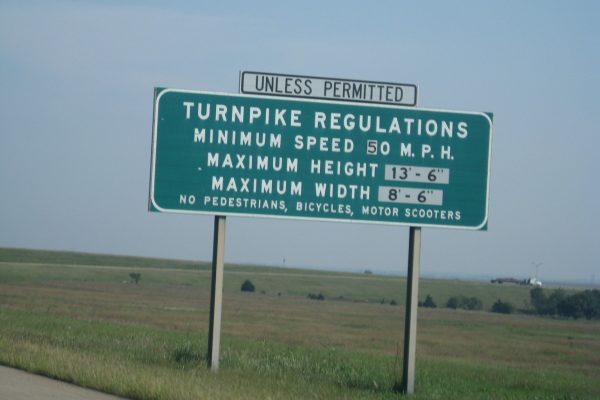 UNLESS PERMITTED
TURNPIKE REGULATIONS
MINIMUM SPEED 50 M.P.H.
MAXIMUM HEIGHT 13'-6"
MAXIMUM WIDTH 8'-6"
NO PEDESTRIANS, BICYCLES, MOTOR SCOOTERS